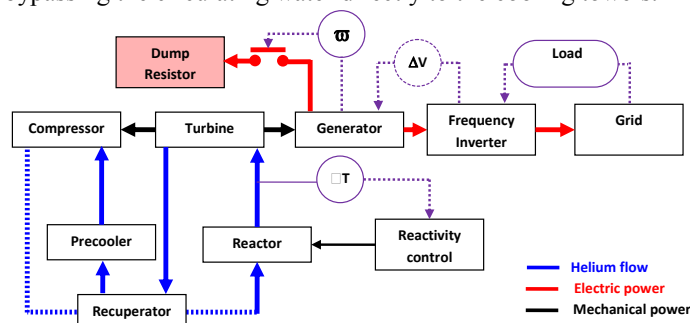 bypassing the circulating water directly to the cooling towers.
Dump
Resistor
ϖ
ΔV
Load
Compressor
Turbine
Generator
Frequency
Inverter
Grid
□T
Precooler
Reactor
Reactivity
control
Recuperator
Helium flow
Electric power
Mechanical power